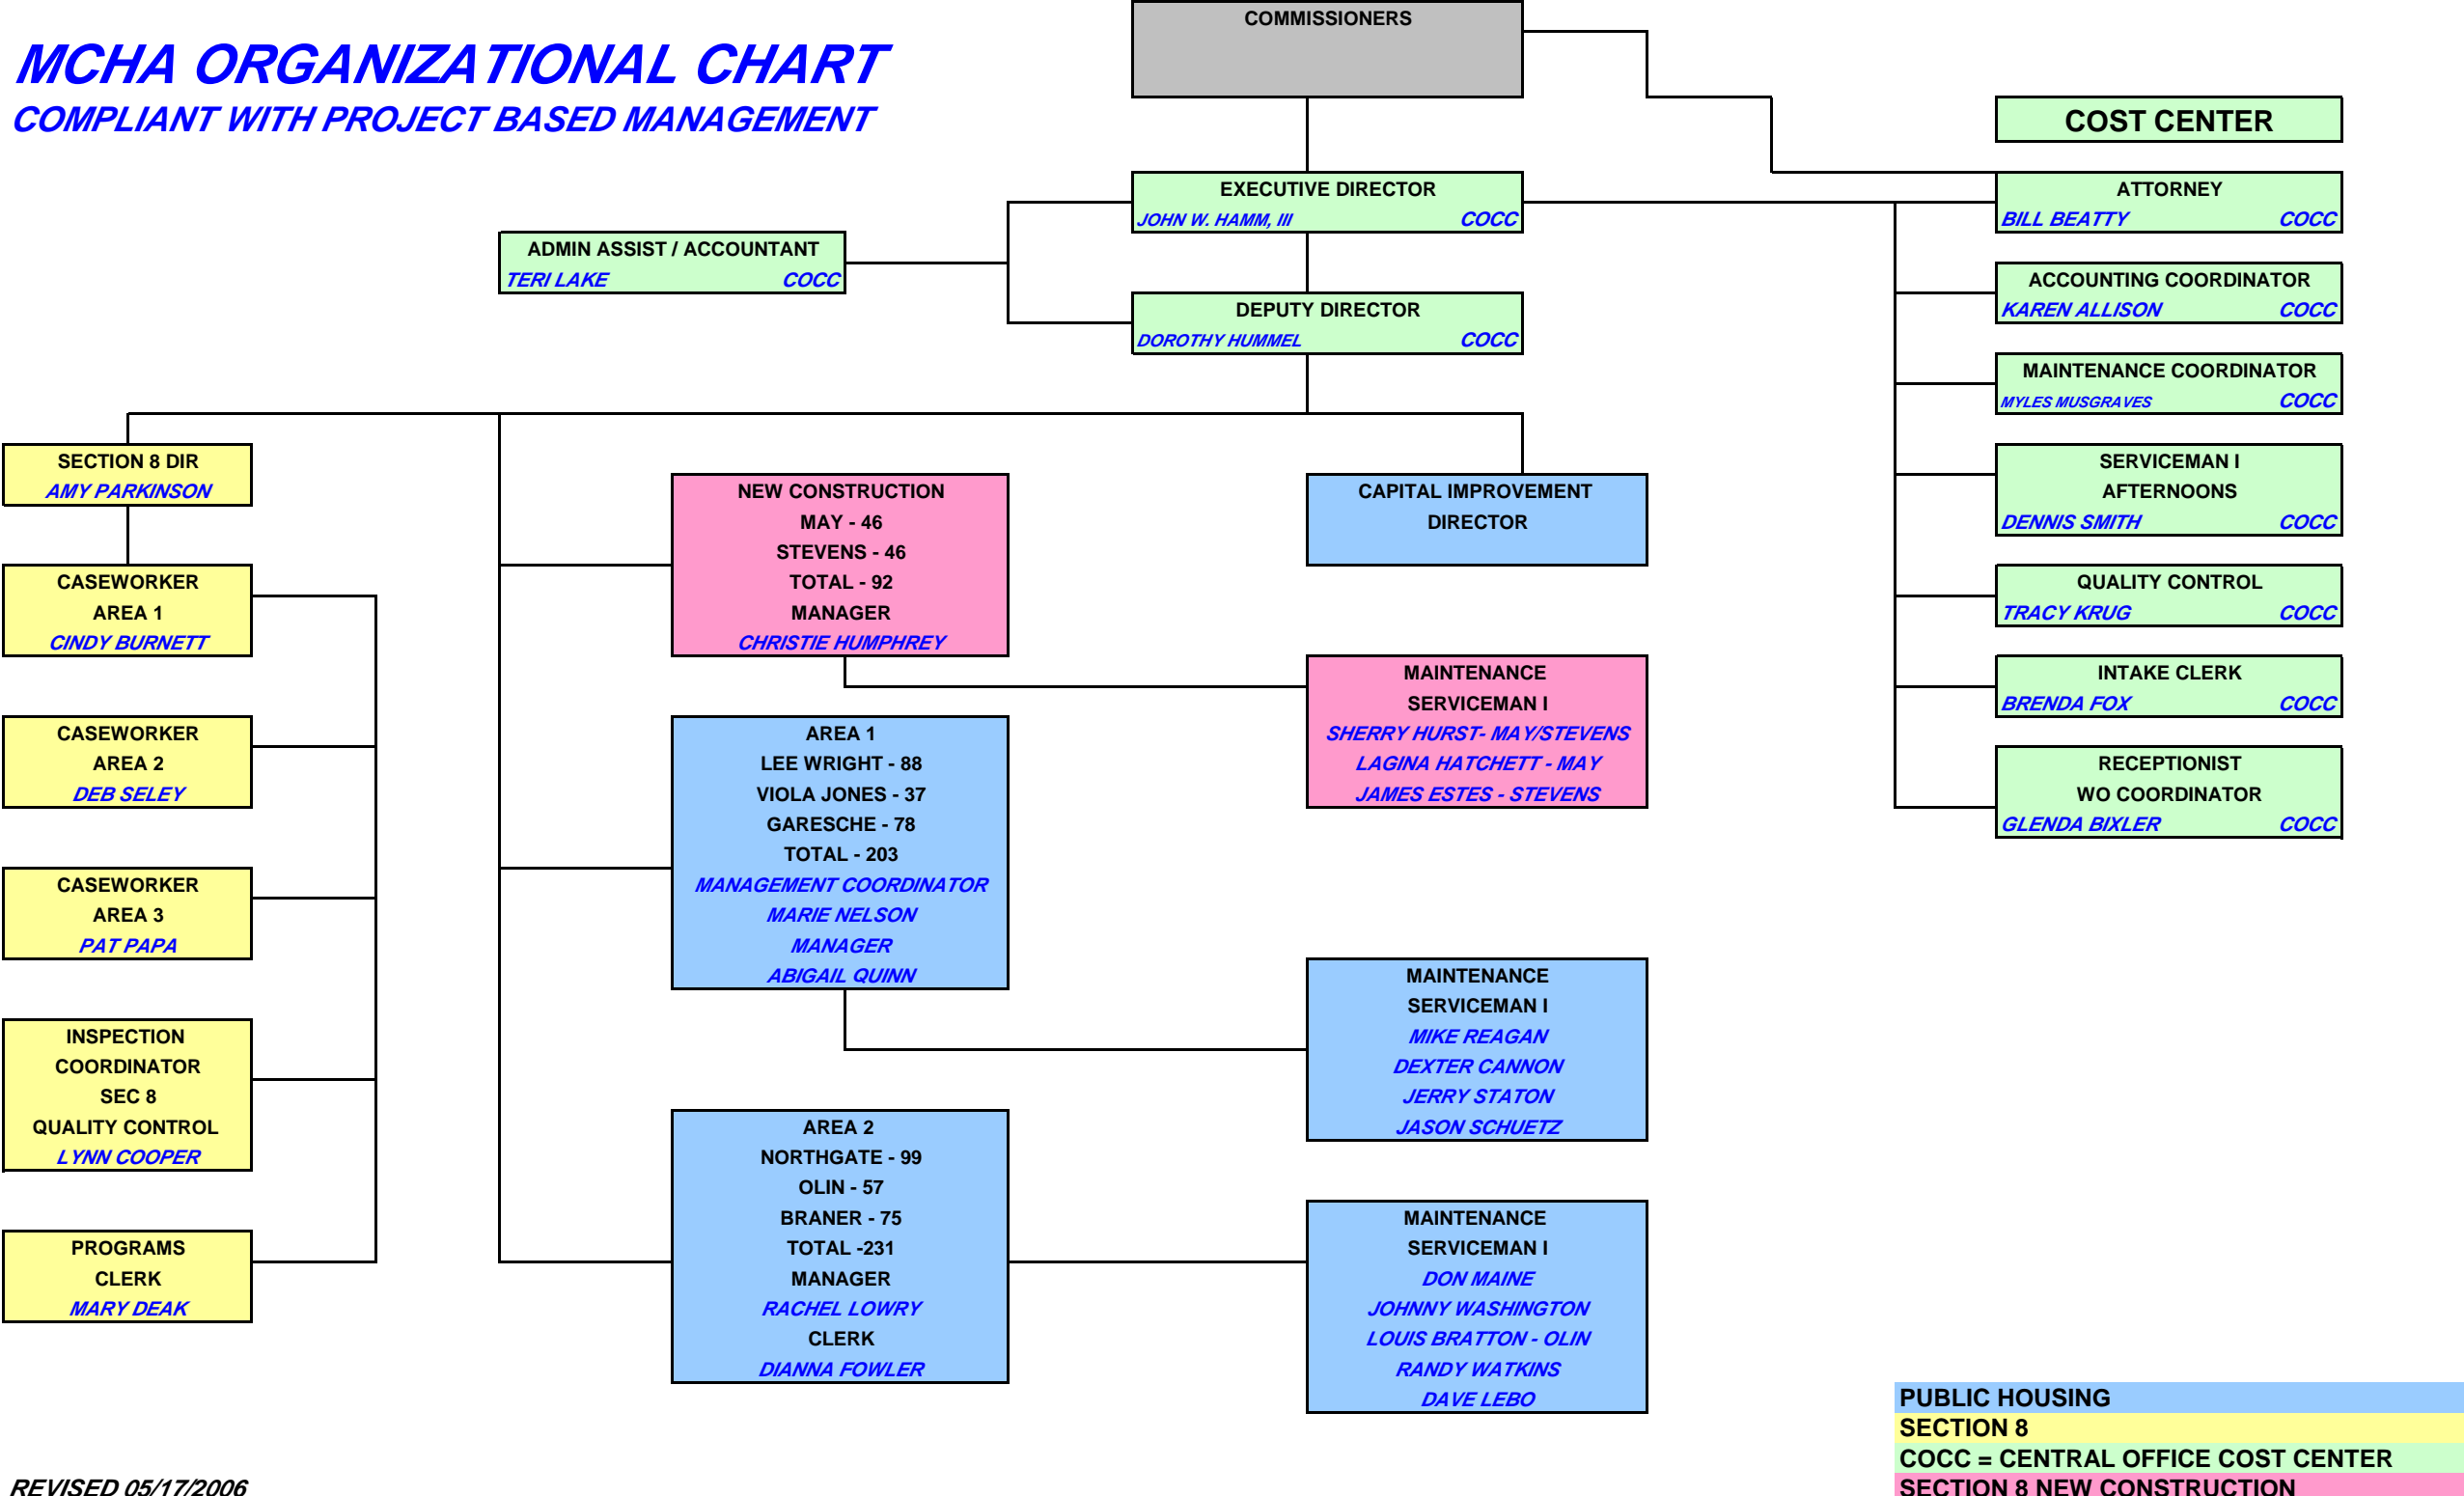 COMMISSIONERS
MCHA ORGANIZATIONAL CHART
COMPLIANT WITH PROJECT BASED MANAGEMENT
COST CENTER
EXECUTIVE DIRECTOR
JOHN W. HAMM, III COCC
ATTORNEY
BILL BEATTY COCC
ADMIN ASSIST / ACCOUNTANT
TERI LAKE COCC
ACCOUNTING COORDINATOR
KAREN ALLISON COCC
DEPUTY DIRECTOR
DOROTHY HUMMEL COCC
MAINTENANCE COORDINATOR
MYLES MUSGRAVES COCC
SECTION 8 DIR
AMY PARKINSON
NEW CONSTRUCTION
MAY - 46
STEVENS - 46
TOTAL - 92
MANAGER
CHRISTIE HUMPHREY
CAPITAL IMPROVEMENT
DIRECTOR
SERVICEMAN I
AFTERNOONS
DENNIS SMITH COCC
CASEWORKER
AREA 1
CINDY BURNETT
QUALITY CONTROL
TRACY KRUG COCC
MAINTENANCE
SERVICEMAN I
SHERRY HURST- MAY/STEVENS
LAGINA HATCHETT - MAY
JAMES ESTES - STEVENS
INTAKE CLERK
BRENDA FOX COCC
CASEWORKER
AREA 2
DEB SELEY
AREA 1
LEE WRIGHT - 88
VIOLA JONES - 37
GARESCHE - 78
TOTAL - 203
MANAGEMENT COORDINATOR
MARIE NELSON
MANAGER
ABIGAIL QUINN
RECEPTIONIST
WO COORDINATOR
GLENDA BIXLER COCC
CASEWORKER
AREA 3
PAT PAPA
MAINTENANCE
SERVICEMAN I
MIKE REAGAN
DEXTER CANNON
JERRY STATON
JASON SCHUETZ
INSPECTION
COORDINATOR
SEC 8
QUALITY CONTROL
LYNN COOPER
AREA 2
NORTHGATE - 99
OLIN - 57
BRANER - 75
TOTAL -231
MANAGER
RACHEL LOWRY
CLERK
DIANNA FOWLER
MAINTENANCE
SERVICEMAN I
DON MAINE
JOHNNY WASHINGTON
LOUIS BRATTON - OLIN
RANDY WATKINS
DAVE LEBO
PROGRAMS
CLERK
MARY DEAK
PUBLIC HOUSING
SECTION 8
COCC = CENTRAL OFFICE COST CENTER
SECTION 8 NEW CONSTRUCTION
REVISED 05/17/2006